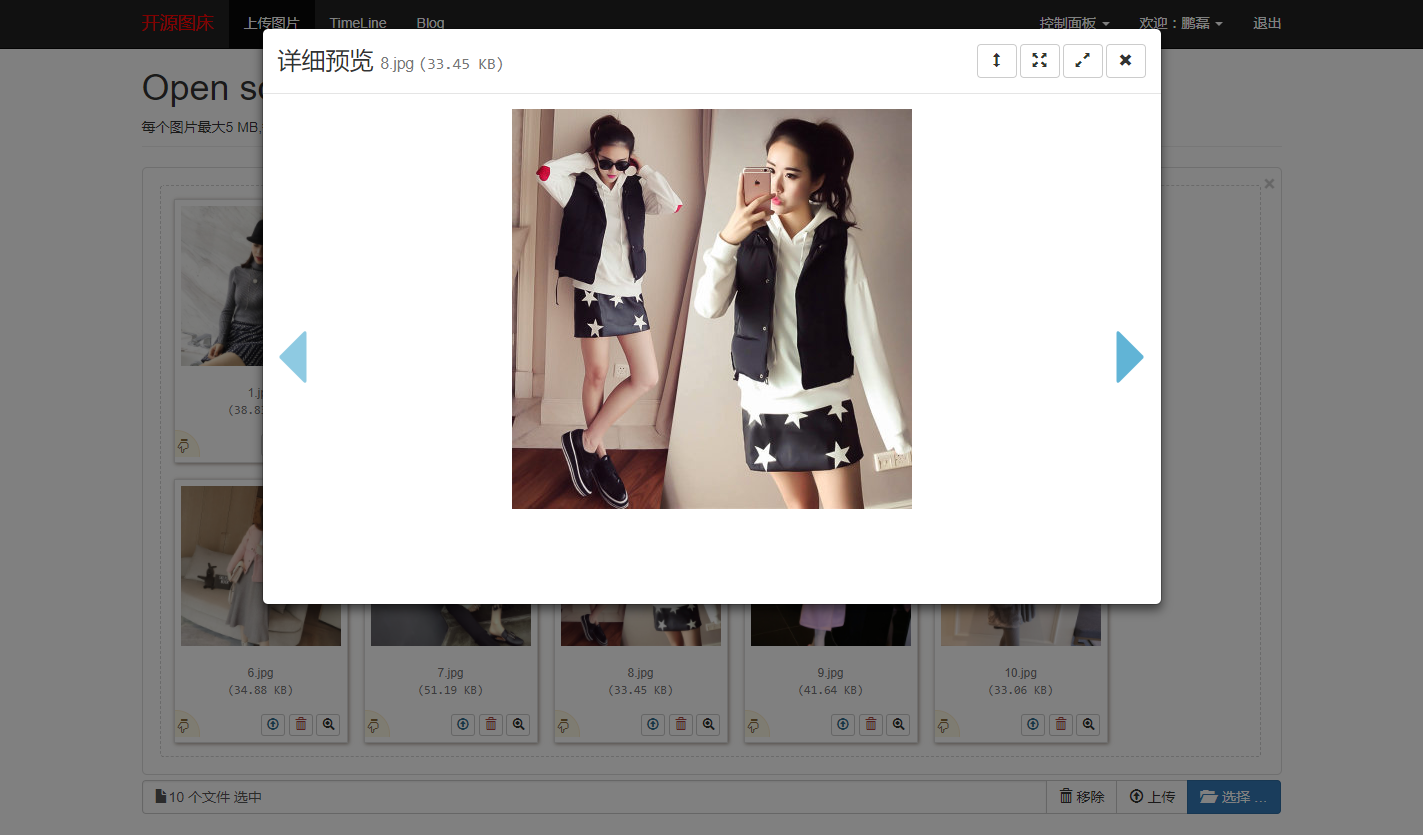 开源图床 上传图片 TimeLine Blog 控制面板 欢迎：鹏磊 退出
详细预览 8.jpg (33.45 KB)
Open so
每个图片最大5 MB,
1.jp
(38.8
6.jpg 7.jpg 8.jpg 9.jpg 10.jpg
(34.88 KB) (51.19 KB) (33.45 KB) (41.64 KB) (33.06 KB)
10 个文件 选中 移除 上传 选择 ...